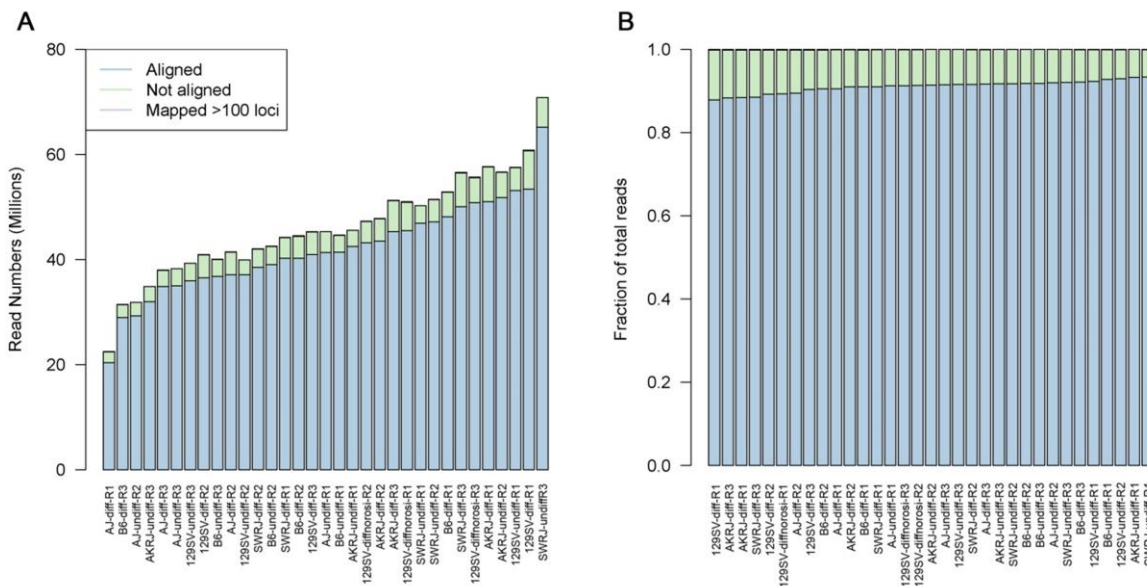 A
80
60
40
20
0
Read Numbers (Millions)
Aligned
Not aligned
Mapped >100 loci
AJ-diff-R1
B6-diff-R3
AJ-undiff-R2
AKRJ-undiff-R3
AJ-diff-R3
AJ-undiff-R3
129SV-undiff-R3
129SV-diff-R2
B6-undiff-R3
AJ-diff-R2
129SV-undiff-R2
SWRJ-diff-R2
B6-undiff-R2
SWRJ-diff-R1
B6-diff-R2
129SV-diff-R3
AJ-undiff-R1
B6-undiff-R1
AKRJ-undiff-R1
129SV-diffnorosi-R2
AKRJ-diff-R2
AKRJ-diff-R3
129SV-diffnorosi-R1
SWRJ-undiff-R1
SWRJ-undiff-R2
B6-diff-R1
SWRJ-diff-R3
129SV-diffnorosi-R3
AKRJ-diff-R1
AKRJ-undiff-R2
129SV-undiff-R1
129SV-diff-R1
SWRJ-undiffR3
B
1.0
0.8
0.6
0.4
0.2
0.0
Fraction of total reads
129SV-diff-R1
AKRJ-diff-R3
AKRJ-diff-R1
SWRJ-diff-R3
129SV-diff-R2
129SV-diffnorosi-R1
AJ-diff-R2
129SV-diff-R3
B6-diff-R2
AJ-diff-R1
AKRJ-diff-R2
B6-diff-R1
SWRJ-diff-R1
AJ-undiff-R1
129SV-diffnorosi-R3
129SV-diffnorosi-R2
AKRJ-undiff-R2
AJ-diff-R3
129SV-undiff-R3
SWRJ-diff-R2
AJ-undiff-R3
AKRJ-undiff-R3
SWRJ-undiff-R2
B6-undiff-R2
B6-diff-R3
AJ-undiff-R2
SWRJ-undiff-R3
B6-undiff-R3
129SV-undiff-R1
B6-undiff-R1
129SV-undiff-R2
AKRJ-undiff-R1